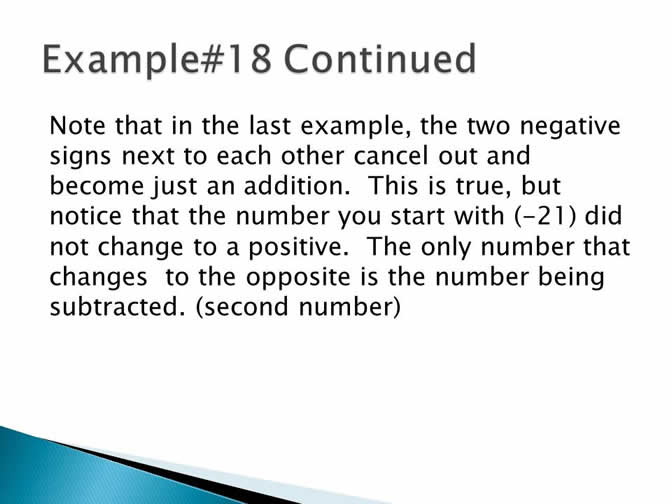 Example#18 Continued
Note that in the last example, the two negative
signs next to each other cancel out and
become just an addition.  This is true, but
notice that the number you start with (-21) did
not change to a positive.  The only number that
changes  to the opposite is the number being
subtracted. (second number)